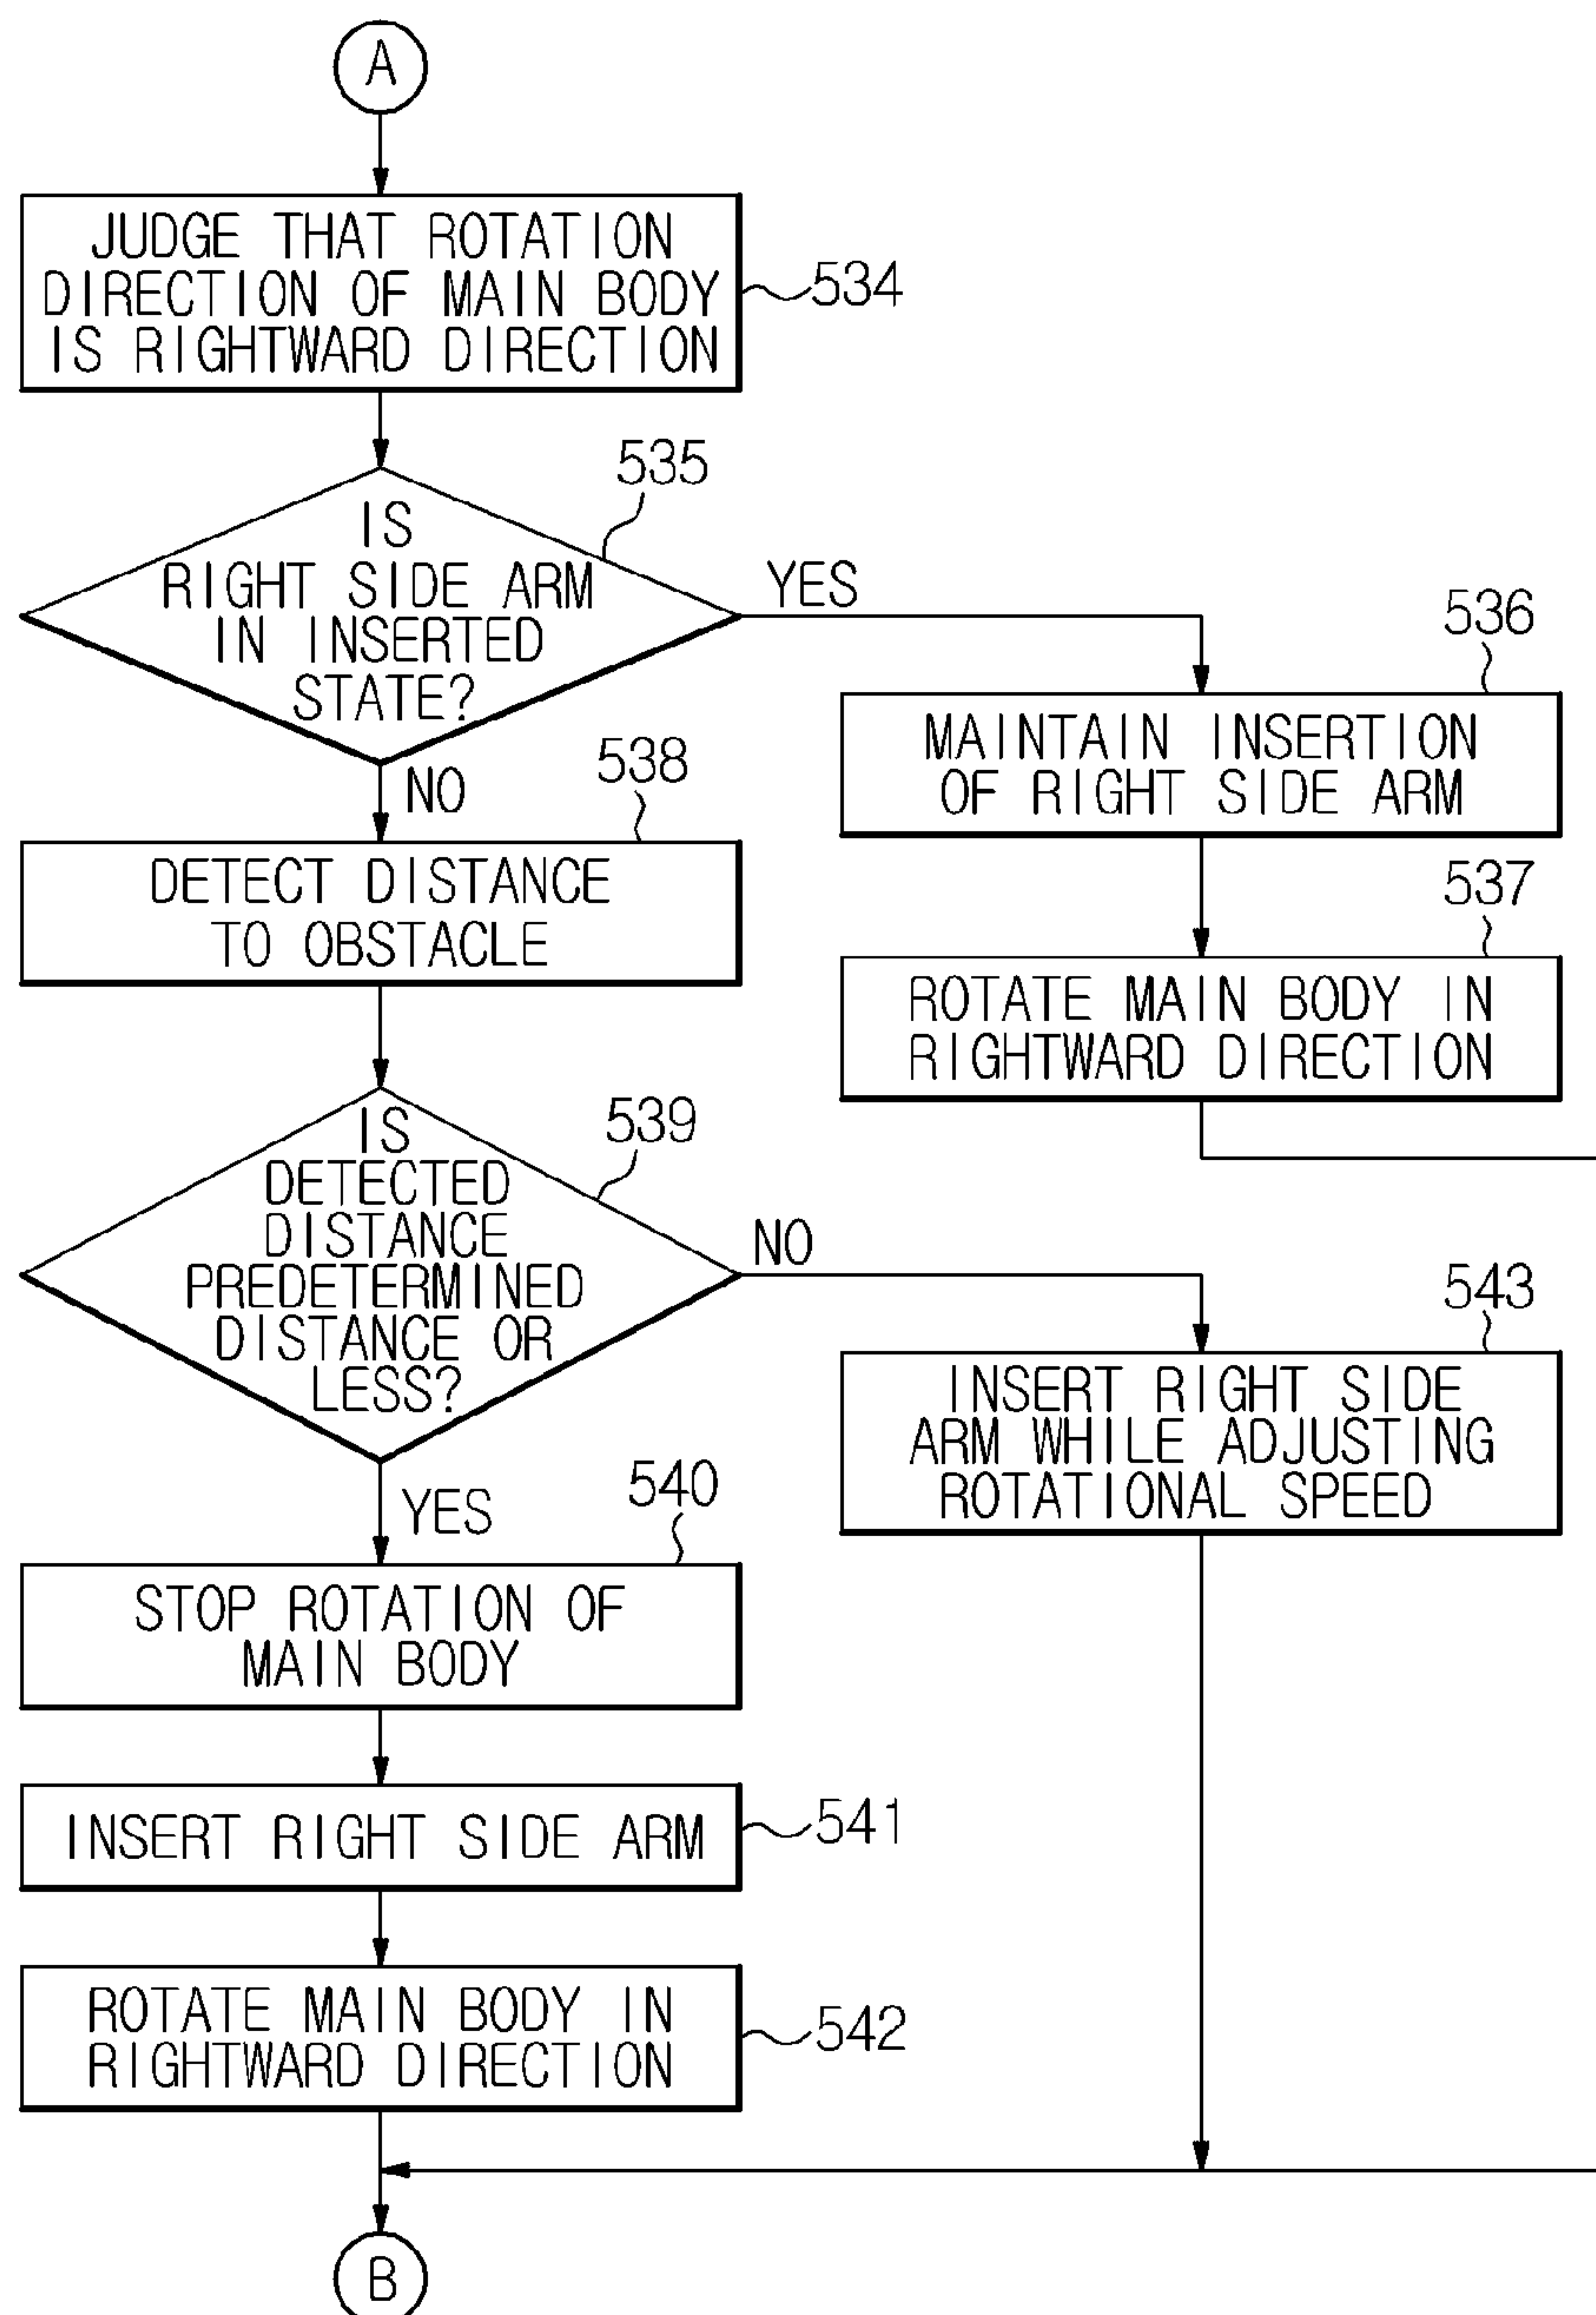 A
JUDGE THAT ROTATION
DIRECTION OF MAIN BODY
IS RIGHTWARD DIRECTION
534
535
IS
RIGHT SIDE ARM
IN INSERTED
STATE?
YES
536
MAINTAIN INSERTION
OF RIGHT SIDE ARM
NO
538
DETECT DISTANCE
TO OBSTACLE
537
ROTATE MAIN BODY IN
RIGHTWARD DIRECTION
539
IS
DETECTED
DISTANCE
PREDETERMINED
DISTANCE OR
LESS?
NO
543
INSERT RIGHT SIDE
ARM WHILE ADJUSTING
ROTATIONAL SPEED
YES
540
STOP ROTATION OF
MAIN BODY
INSERT RIGHT SIDE ARM
541
ROTATE MAIN BODY IN
RIGHTWARD DIRECTION
542
B